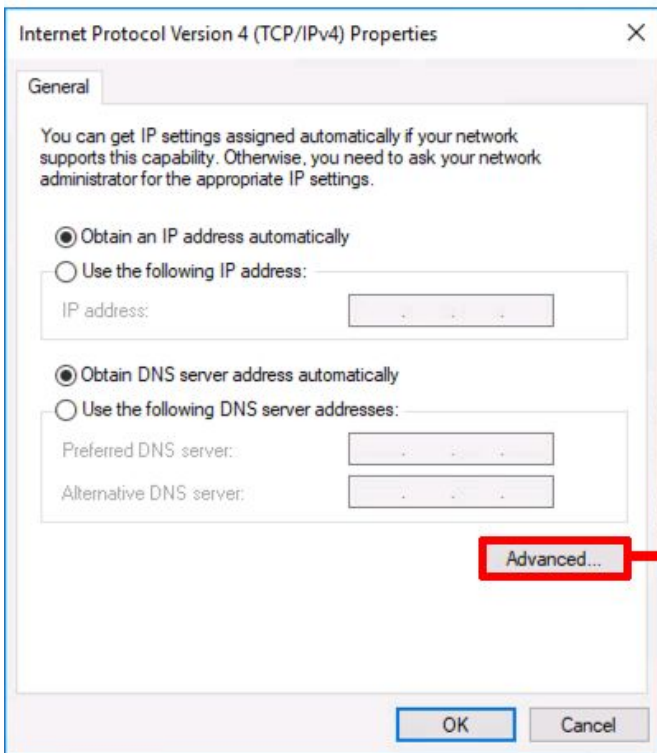 Internet Protocol Version 4 (TCP/IPv4) Properties
General
You can get IP settings assigned automatically if your network
supports this capability. Otherwise, you need to ask your network
administrator for the appropriate IP settings.
Obtain an IP address automatically
Use the following IP address:
IP address:
Obtain DNS server address automatically
Use the following DNS server addresses:
Preferred DNS server:
Alternative DNS server:
Advanced...
OK
Cancel